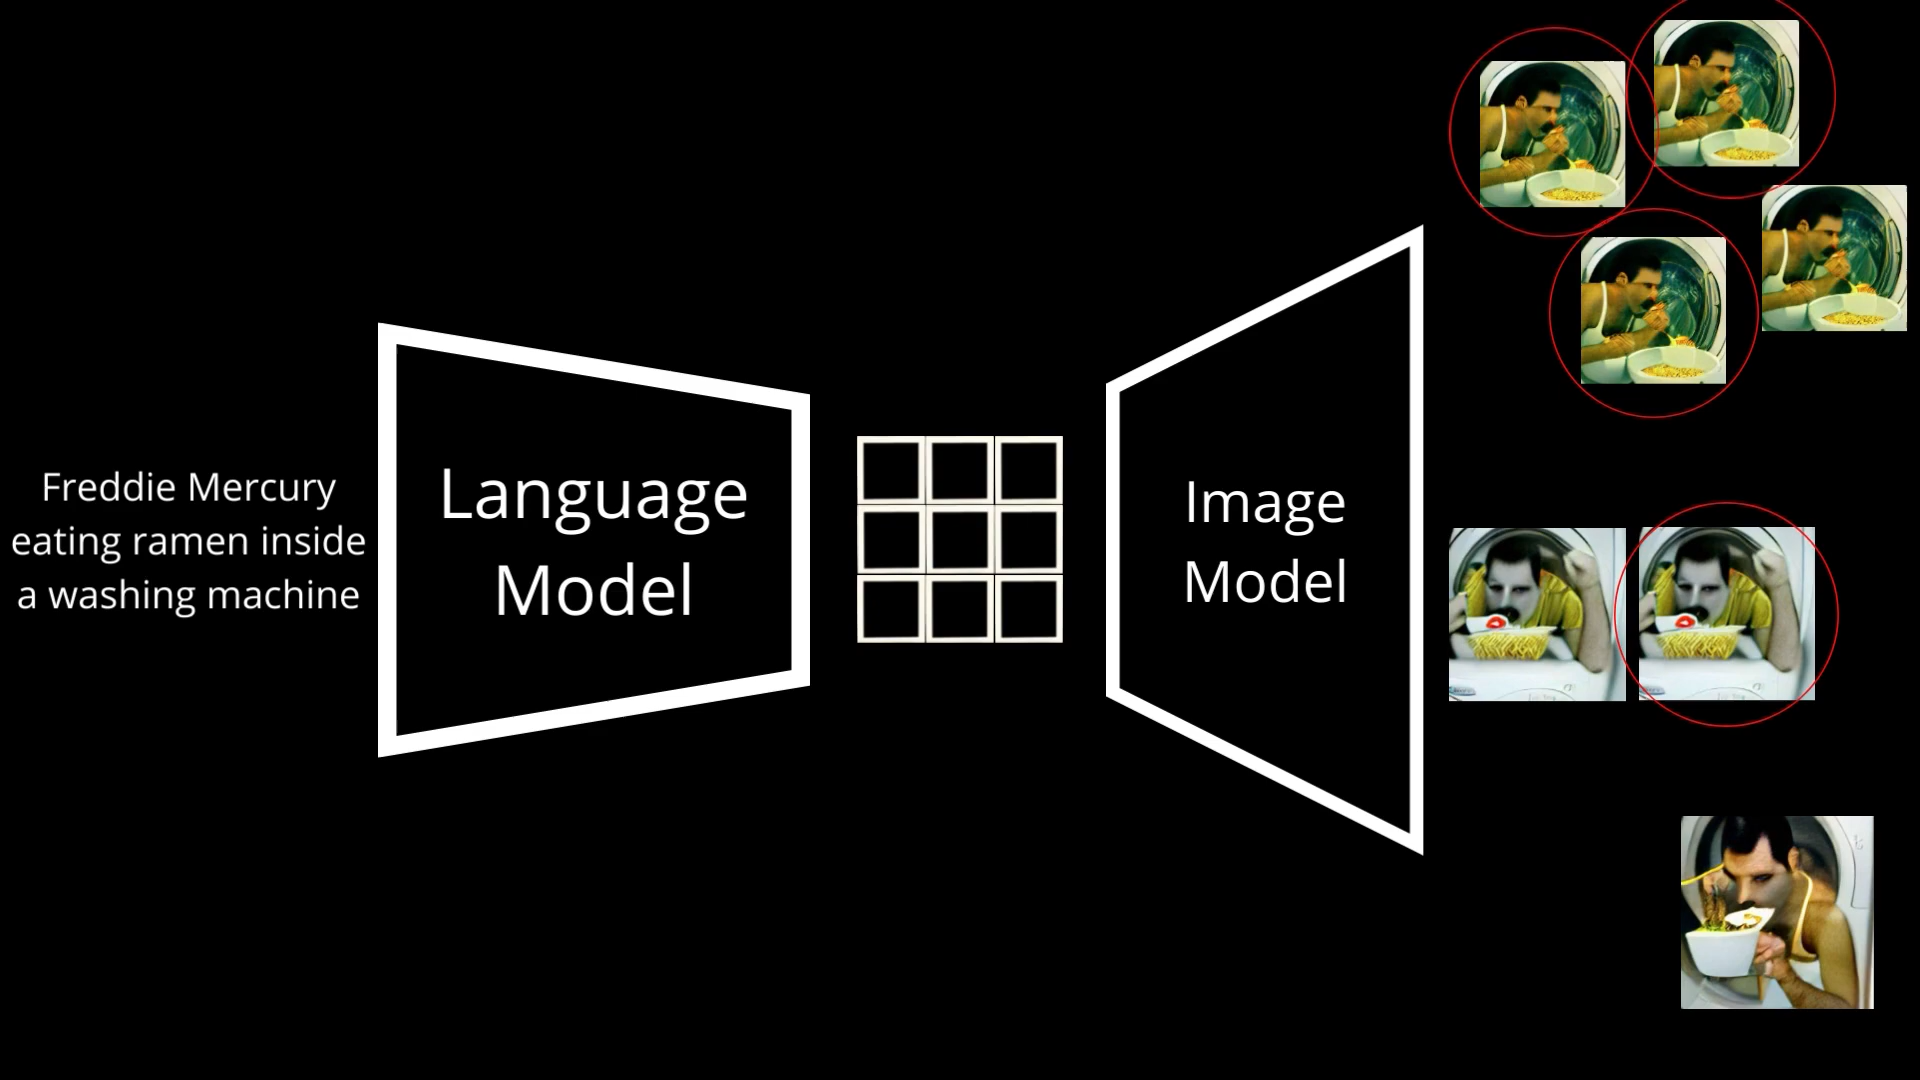 Freddie Mercury
eating ramen inside
a washing machine
Language
Model
Image
Model